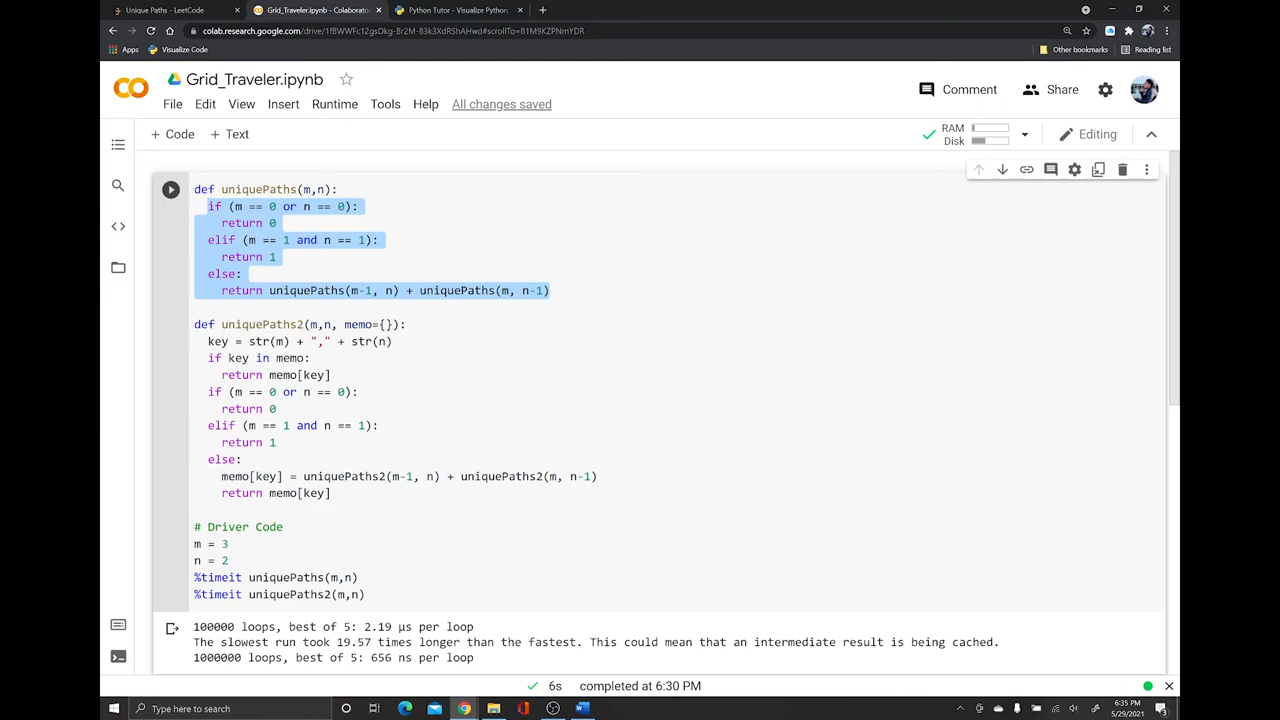 Unique Paths - LeetCode
Grid_Traveler.ipynb - Colaborato
Python Tutor - Visualize Python,
colab.research.google.com/drive/1fBWWFc12gsOkg-Br2M-83k3XdRShAHwd#scrollTo=81M9KZPNmYDR
Apps
Visualize Code
Other bookmarks
Reading list
Grid_Traveler.ipynb
Comment
Share
File Edit View Insert Runtime Tools Help All changes saved
+ Code + Text
RAM
Disk
Editing
def uniquePaths(m,n):
if (m == 0 or n == 0):
return 0
elif (m == 1 and n == 1):
return 1
else:
return uniquePaths(m-1, n) + uniquePaths(m, n-1)
def uniquePaths2(m,n, memo={}):
key = str(m) + "," + str(n)
if key in memo:
return memo[key]
if (m == 0 or n == 0):
return 0
elif (m == 1 and n == 1):
return 1
else:
memo[key] = uniquePaths2(m-1, n) + uniquePaths2(m, n-1)
return memo[key]
# Driver Code
m = 3
n = 2
%timeit uniquePaths(m,n)
%timeit uniquePaths2(m,n)
100000 loops, best of 5: 2.19 µs per loop
The slowest run took 19.57 times longer than the fastest. This could mean that an intermediate result is being cached.
1000000 loops, best of 5: 656 ns per loop
6s completed at 6:30 PM
Type here to search
6:35 PM
5/29/2021
3